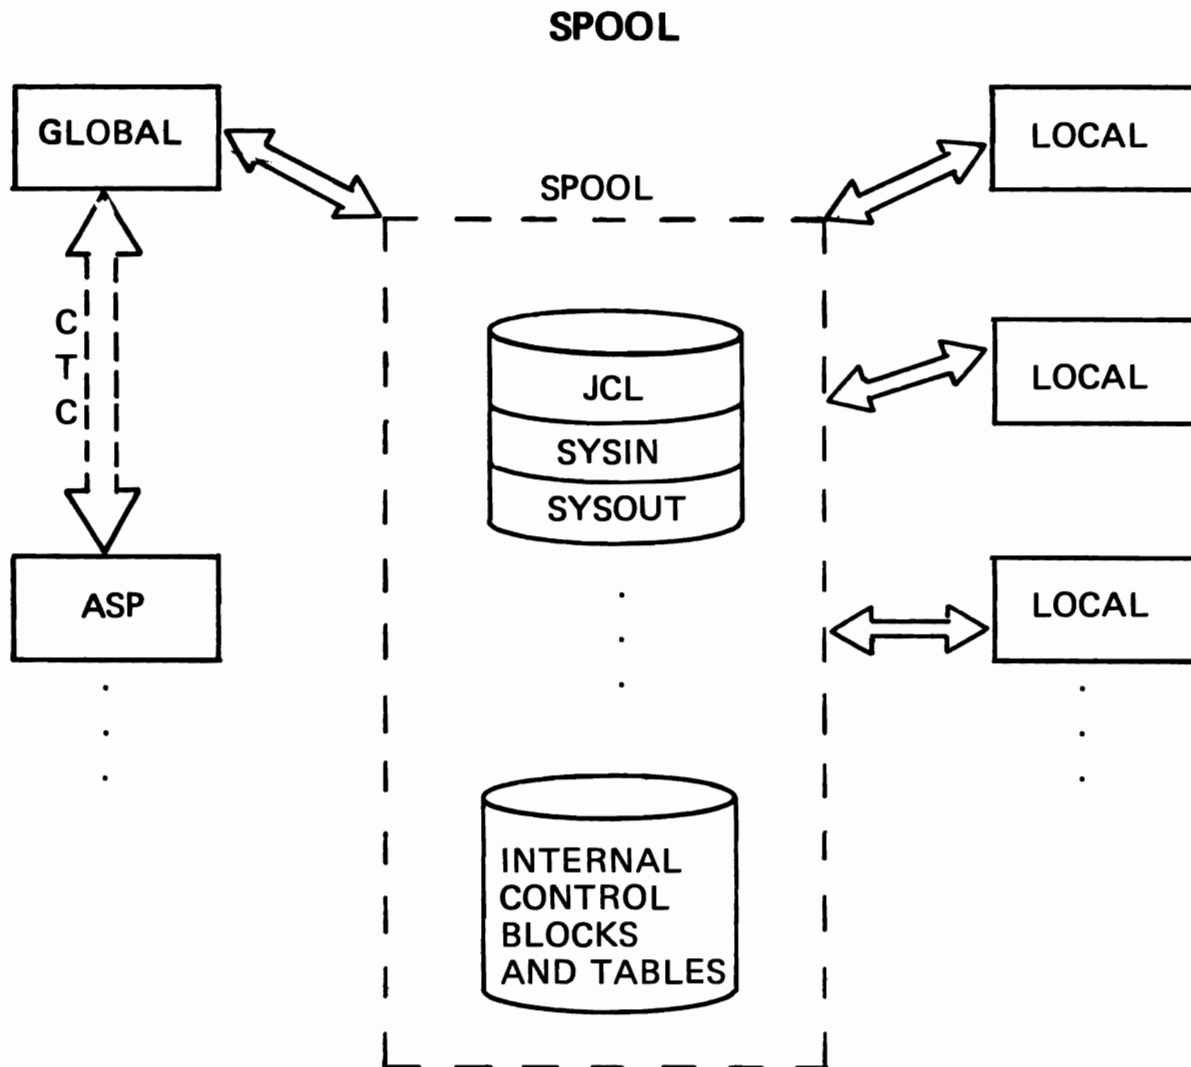 SPOOL
GLOBAL
SPOOL
LOCAL
C
T
C
JCL
SYSIN
SYSOUT
LOCAL
ASP
LOCAL
INTERNAL
CONTROL
BLOCKS
AND TABLES